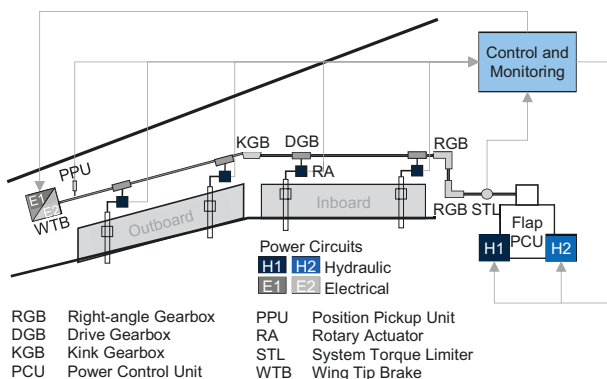 Control and
Monitoring
KGB
DGB
RGB
PPU
RA
E1
E2
WTB
Outboard
Inboard
RGB
STL
Flap
PCU
H1
H2
Power Circuits
H1 H2 Hydraulic
E1 E2 Electrical
RGB Right-angle Gearbox
DGB Drive Gearbox
KGB Kink Gearbox
PCU Power Control Unit
PPU Position Pickup Unit
RA Rotary Actuator
STL System Torque Limiter
WTB Wing Tip Brake